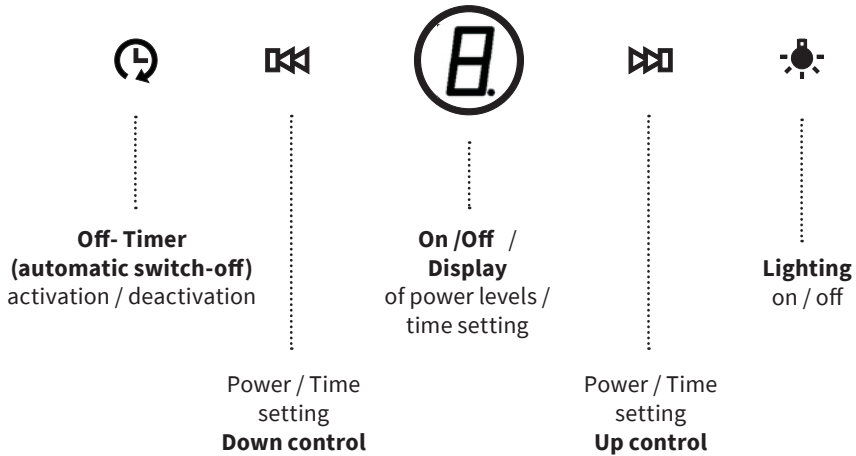 8.
Off- Timer
(automatic switch-off)
activation / deactivation
Power / Time
setting
Down control
On /Off /
Display
of power levels /
time setting
Power / Time
setting
Up control
Lighting
on / off